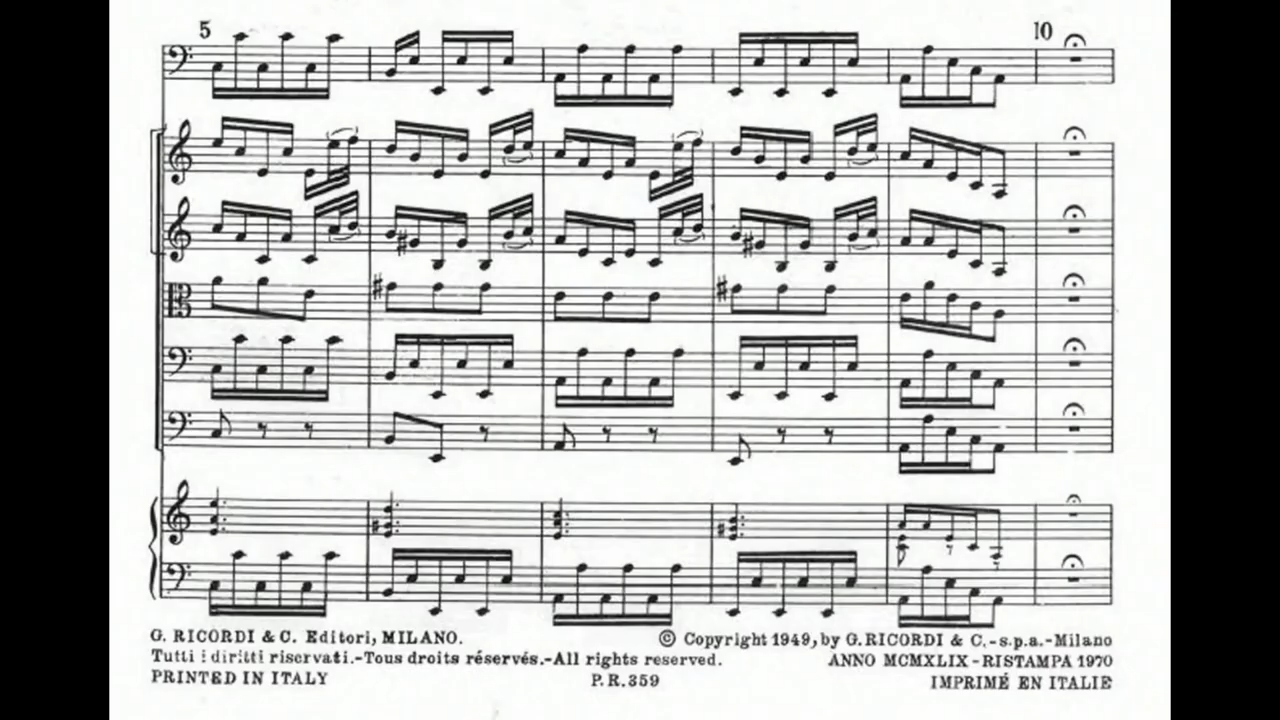 5 10
G. RICORDI & C. Editori, MILANO.
Tutti i diritti riservati.-Tous droits réservés.-All rights reserved.
PRINTED IN ITALY
P.R.359
© Copyright 1949, by G.RICORDI & C.-s.p.a.-Milano
ANNO MCMXLIX-RISTAMPA 1970
IMPRIMÉ EN ITALIE